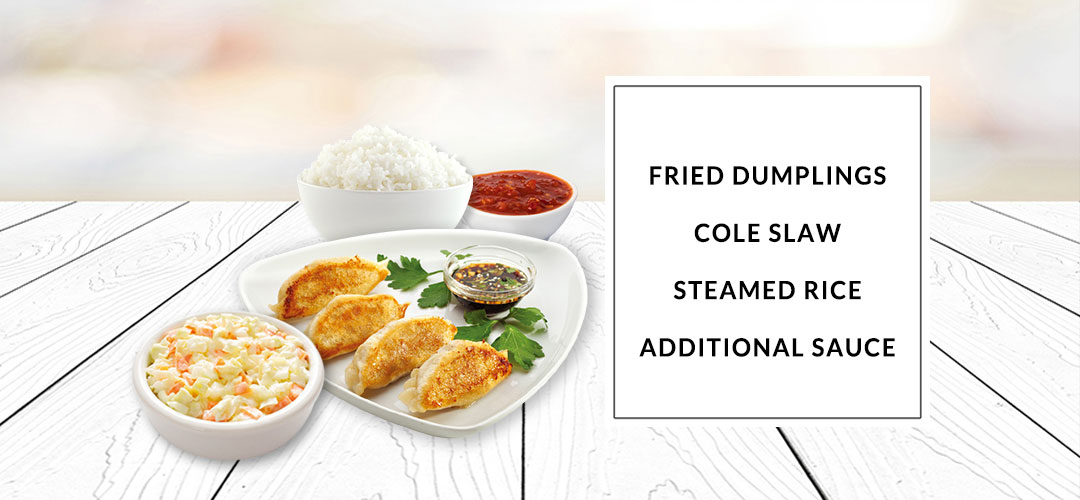 FRIED DUMPLINGS
COLE SLAW
STEAMED RICE
ADDITIONAL SAUCE